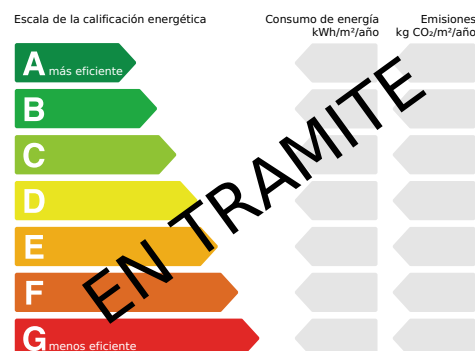 Escala de la calificación energética
Consumo de energía
kWh/m²/año
Emisiones
kg CO₂/m²/año
A más eficiente
B
C
D
E
F
G menos eficiente
EN TRAMITE